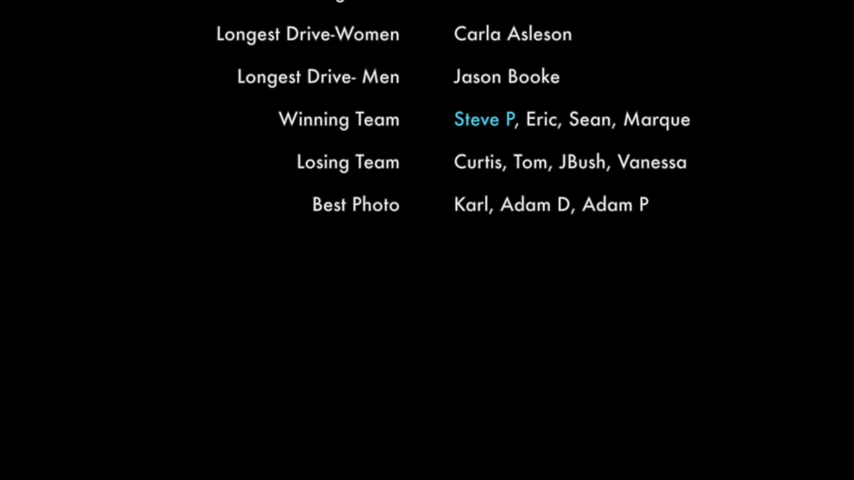 Longest Drive-Women Carla Asleson
Longest Drive- Men Jason Booke
Winning Team Steve P, Eric, Sean, Marque
Losing Team Curtis, Tom, JBush, Vanessa
Best Photo Karl, Adam D, Adam P